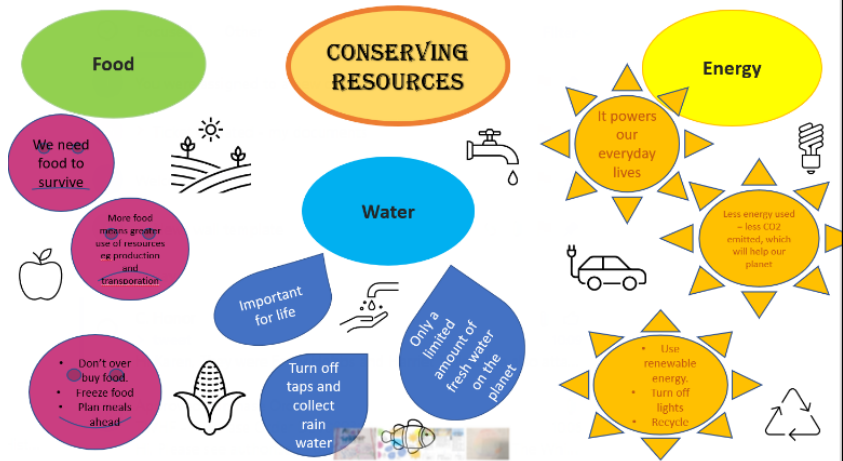 CONSERVING
RESOURCES
Food
We need
food to
survive
More food
means greater
use of resources
eg production
and
transporation
• Don't over
buy food.
• Freeze food
• Plan meals
ahead
Water
Important
for life
Only a
limited
amount of
fresh water
on the
planet
Turn off
taps and
collect
rain
water
Energy
It powers
our
everyday
lives
Less energy used
– less CO2
emitted, which
will help our
planet
• Use
renewable
energy.
• Turn off
lights
• Recycle